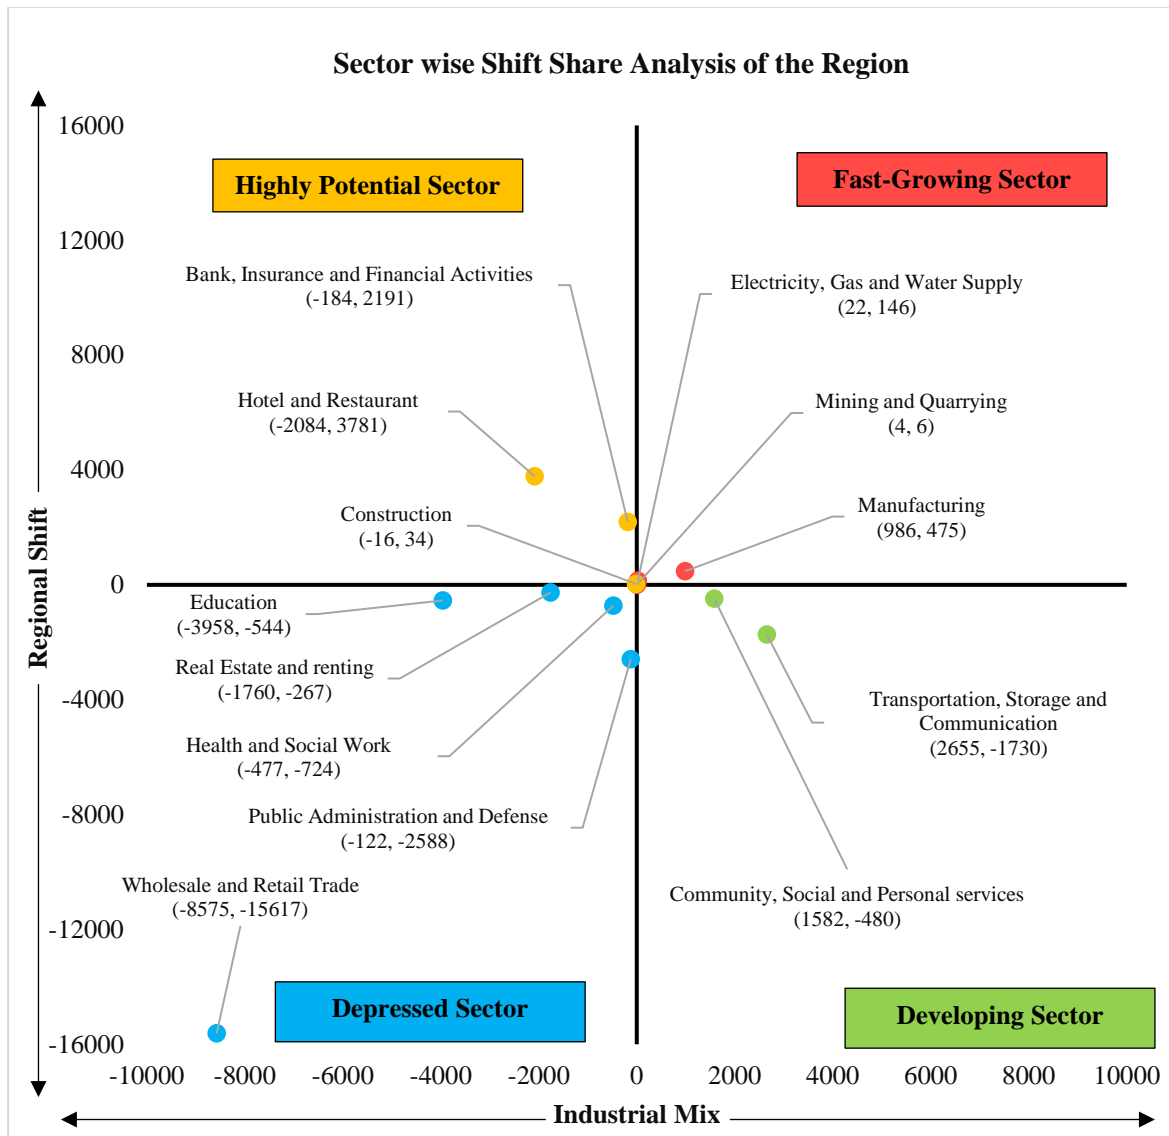 Sector wise Shift Share Analysis of the Region
16000
Highly Potential Sector
Fast-Growing Sector
12000
Bank, Insurance and Financial Activities
(-184, 2191)
Electricity, Gas and Water Supply
(22, 146)
8000
Hotel and Restaurant
(-2084, 3781)
Mining and Quarrying
(4, 6)
4000
Construction
(-16, 34)
Manufacturing
(986, 475)
Regional Shift
0
Education
(-3958, -544)
Real Estate and renting
(-1760, -267)
-4000
Transportation, Storage and
Communication
(2655, -1730)
Health and Social Work
(-477, -724)
-8000
Public Administration and Defense
(-122, -2588)
Wholesale and Retail Trade
(-8575, -15617)
Community, Social and Personal services
(1582, -480)
-12000
Depressed Sector
Developing Sector
-16000
-10000 -8000 -6000 -4000 -2000 0 2000 4000 6000 8000 10000
Industrial Mix